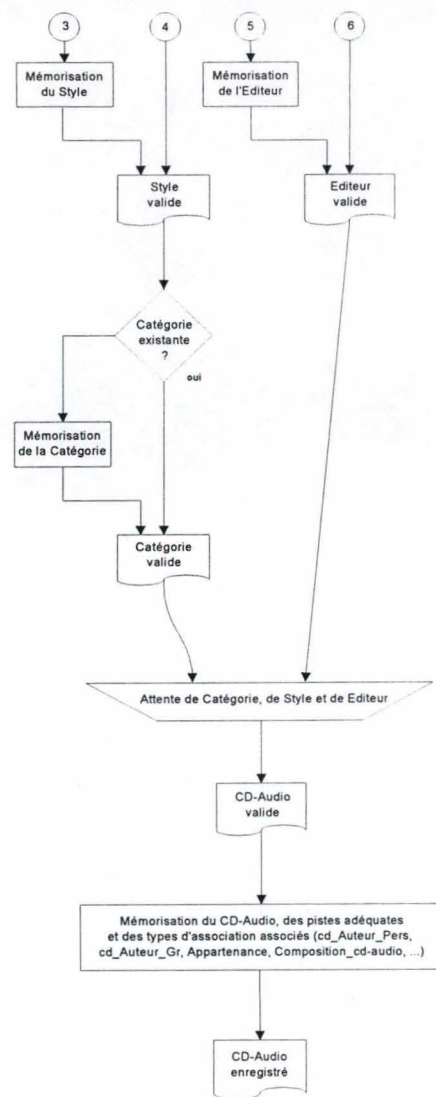 3
4
5
6
Mémorisation
du Style
Mémorisation
de l'Editeur
Style
valide
Editeur
valide
Catégorie
existante
?
oui
Mémorisation
de la Catégorie
Catégorie
valide
Attente de Catégorie, de Style et de Editeur
CD-Audio
valide
Mémorisation du CD-Audio, des pistes adéquates
et des types d'association associés (cd_Auteur_Pers,
cd_Auteur_Gr, Appartenance, Composition_cd-audio, ...)
CD-Audio
enregistré